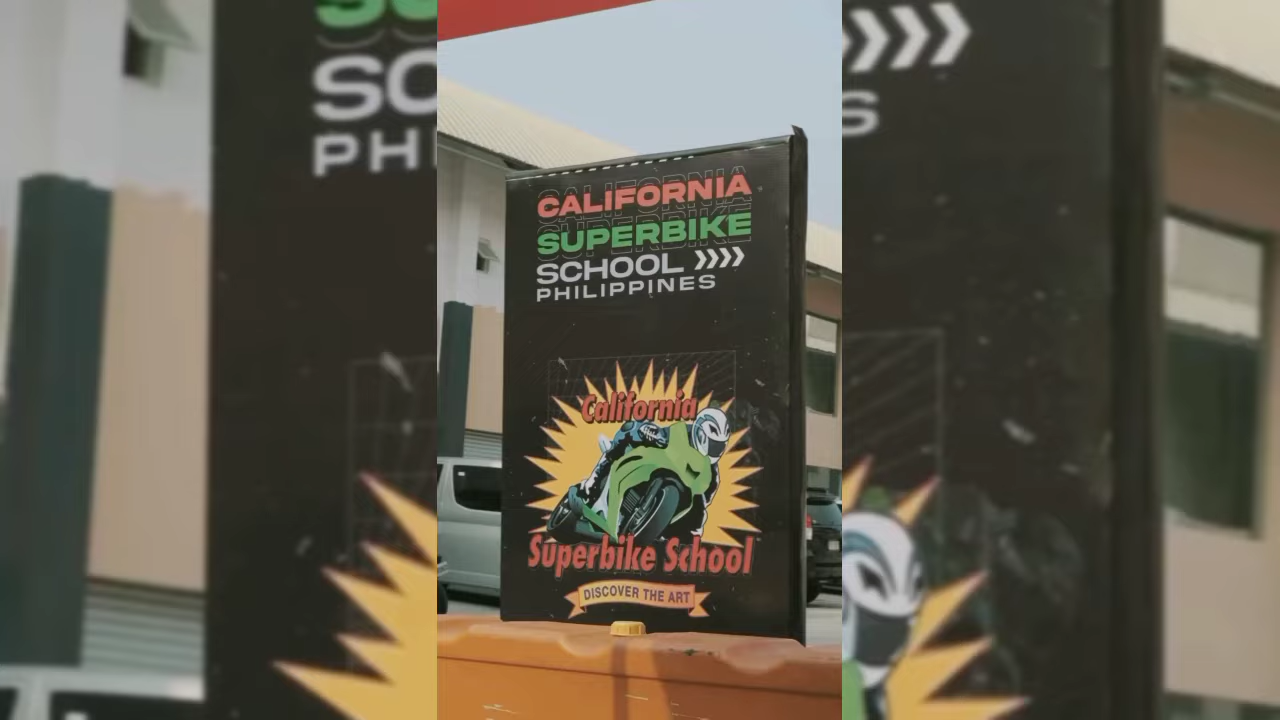 CALIFORNIA
SUPERBIKE
SCHOOL
PHILIPPINES
California
Superbike School
DISCOVER THE ART